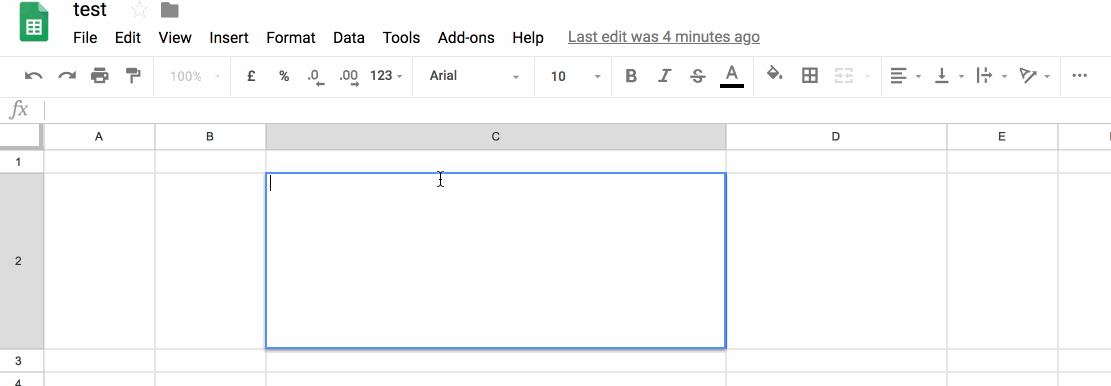 test
File Edit View Insert Format Data Tools Add-ons Help Last edit was 4 minutes ago
100% £ % .0 .00 123 Arial 10 B I S A
fx
A B C D E
1
2
3
4